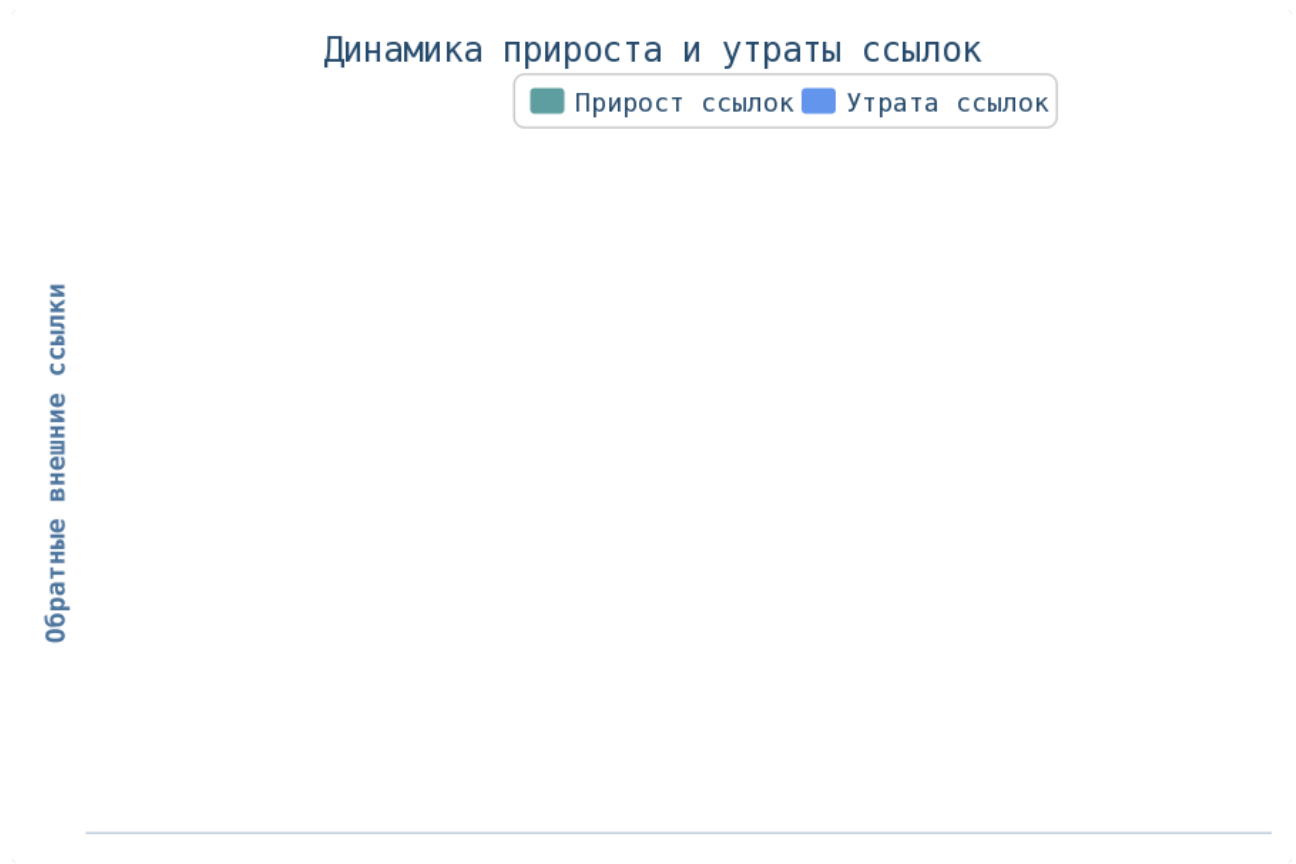 Динамика прироста и утраты ссылок
Прирост ссылок Утрата ссылок
Обратные внешние ссылки